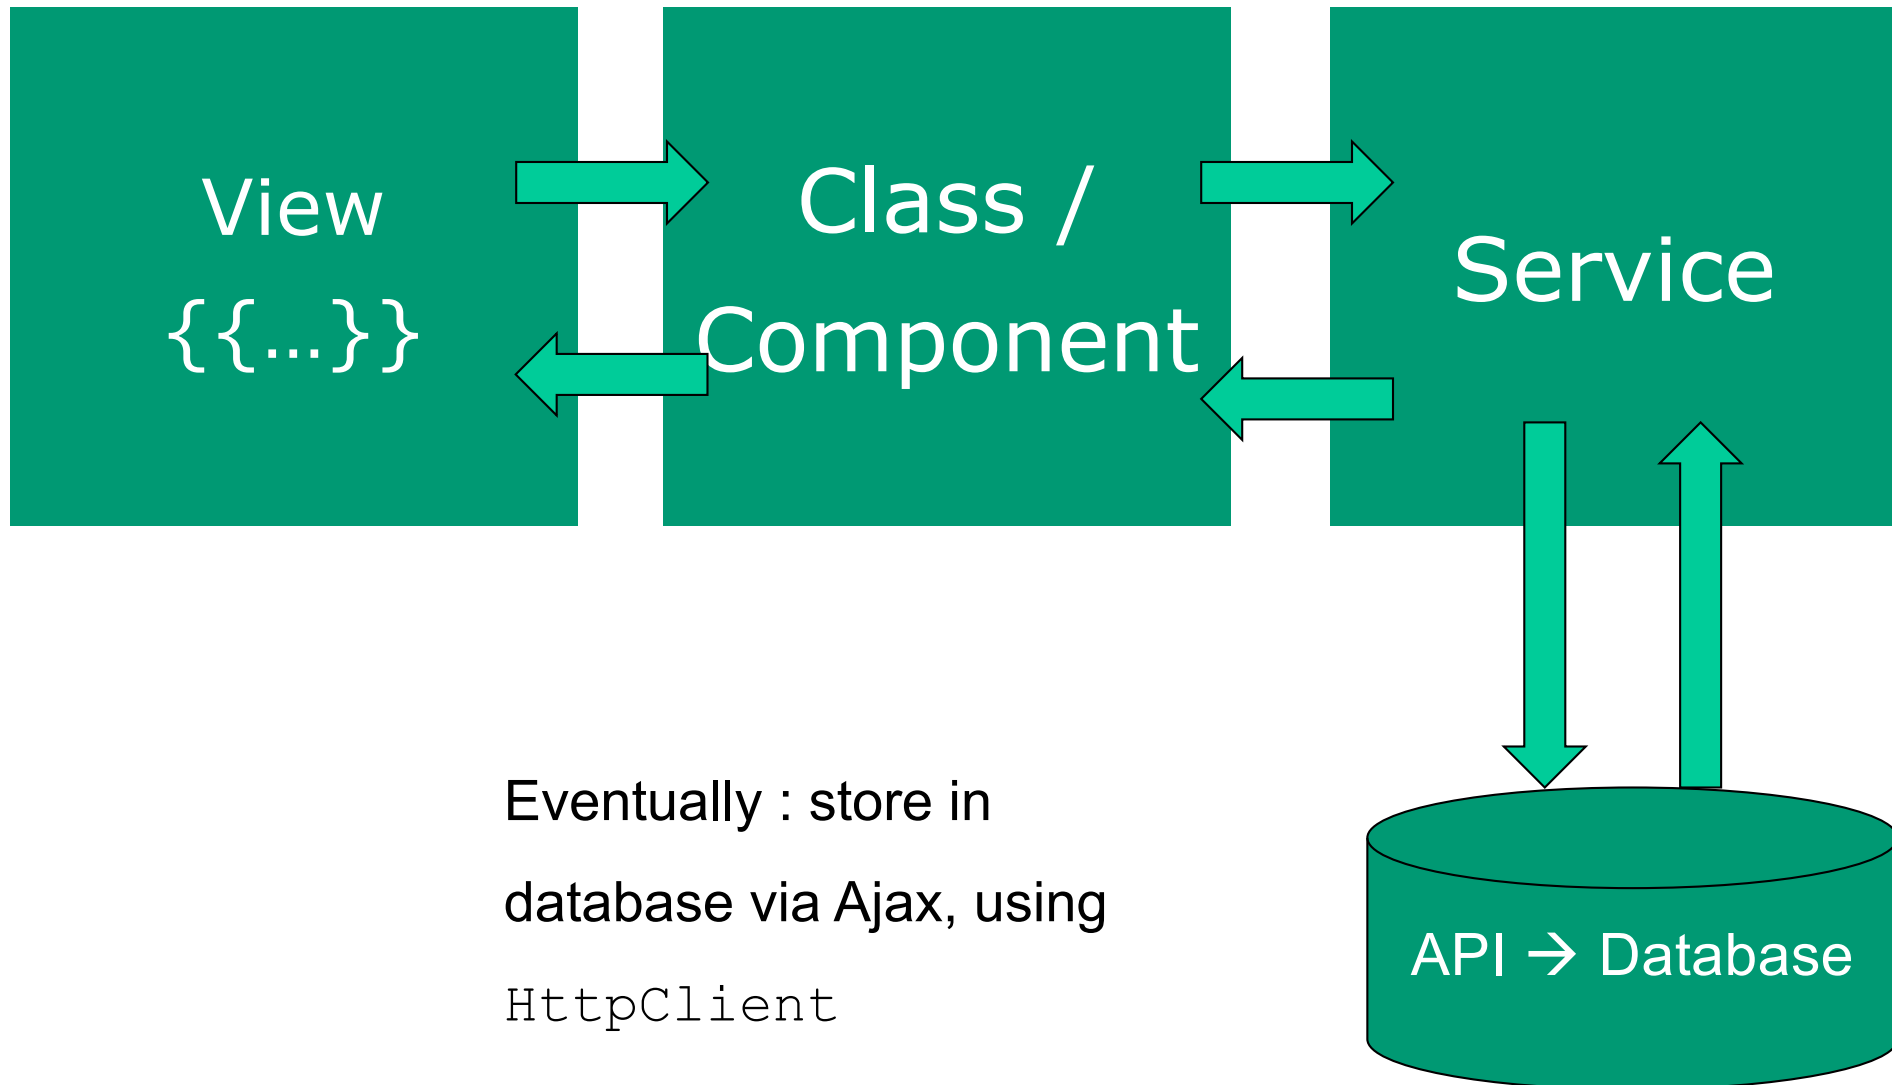 View
{{…}}
Class /
Component
Service
Eventually : store in
database via Ajax, using
HttpClient
API → Database